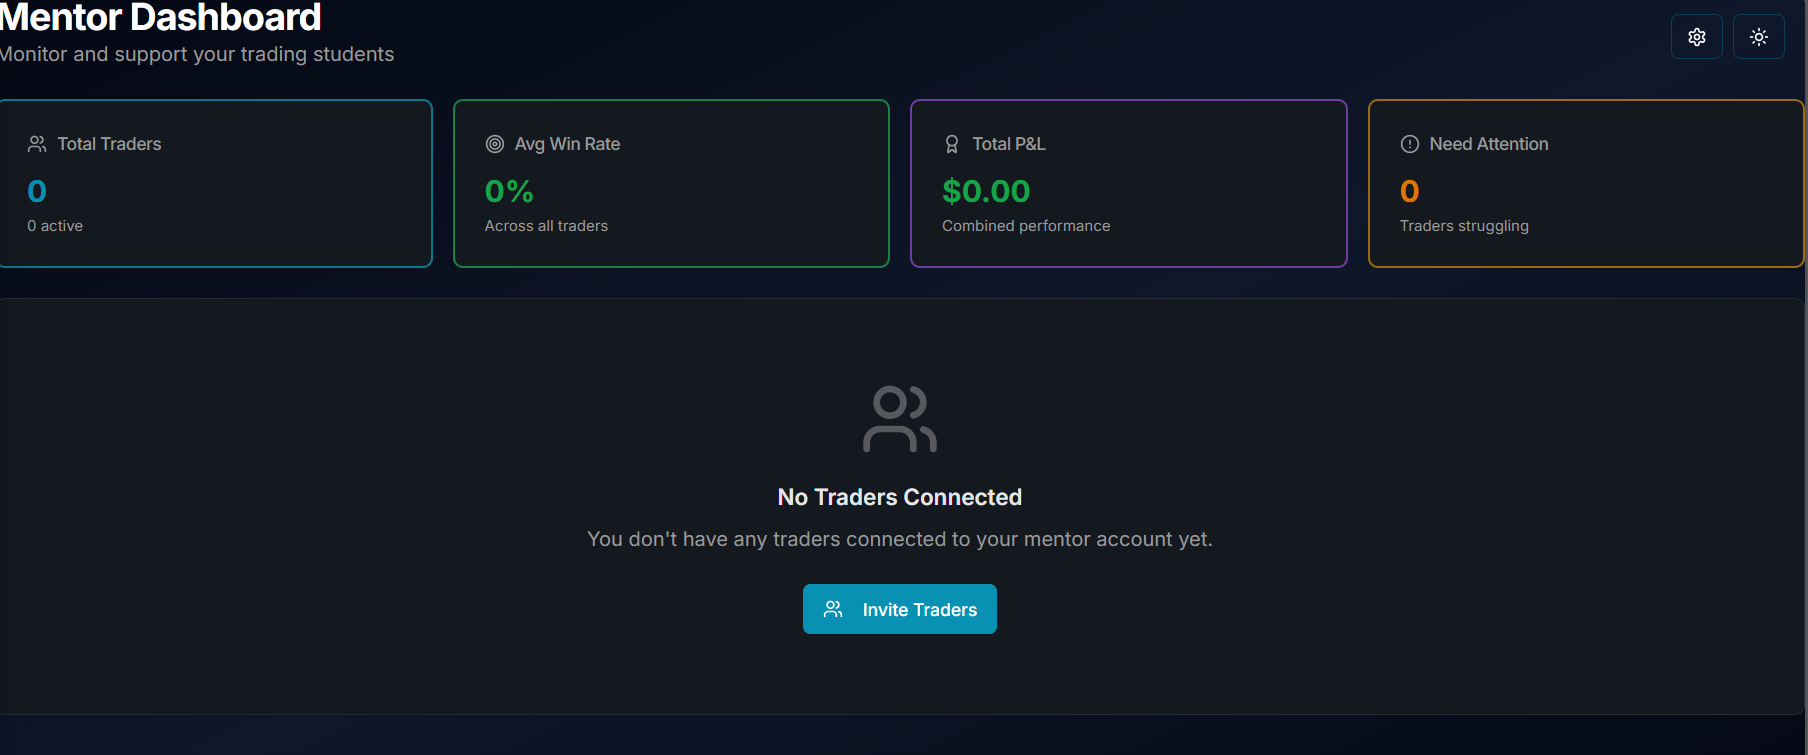 Mentor Dashboard
Monitor and support your trading students
Total Traders
0
0 active
Avg Win Rate
0%
Across all traders
Total P&L
$0.00
Combined performance
Need Attention
0
Traders struggling
No Traders Connected
You don't have any traders connected to your mentor account yet.
Invite Traders